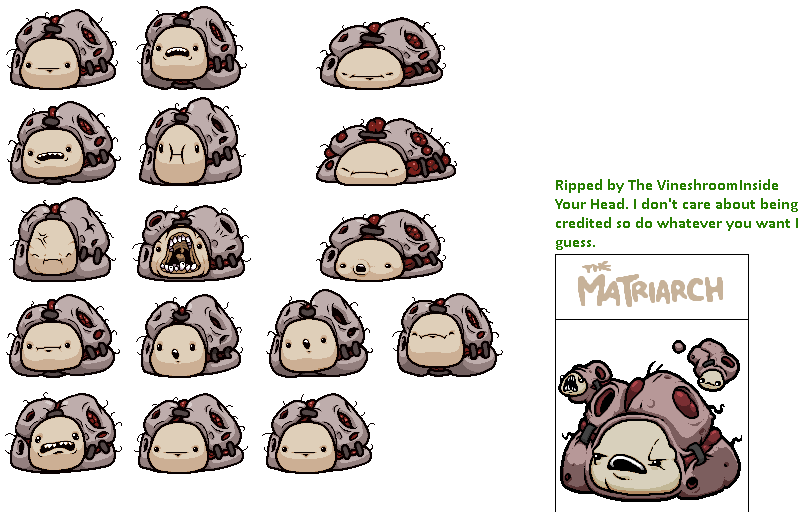 Ripped by The VineshroomInside
Your Head. I don't care about being
credited so do whatever you want I
guess.
THE
MATRIARCH